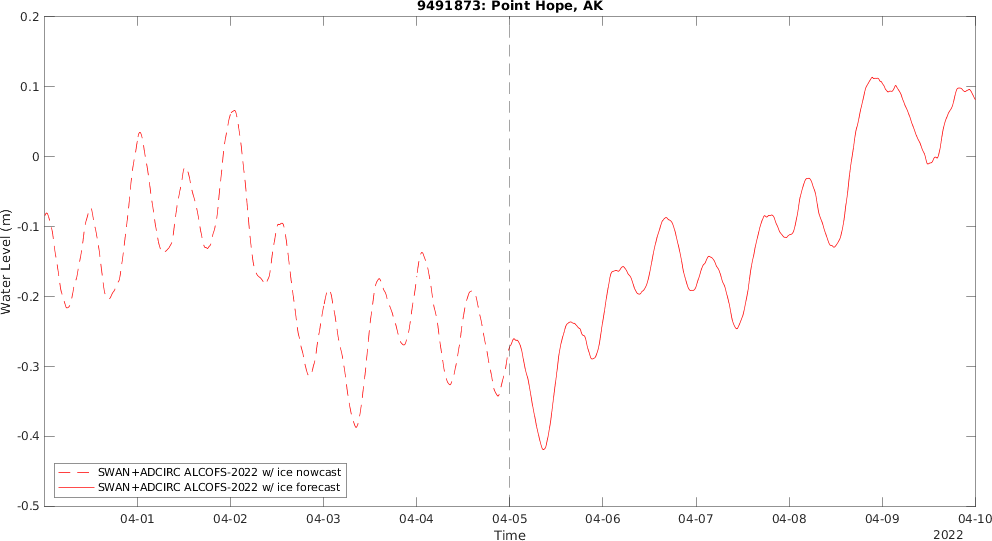 9491873: Point Hope, AK
0.2
0.1
0
-0.1
-0.2
-0.3
-0.4
-0.5
Water Level (m)
SWAN+ADCIRC ALCOFS-2022 w/ ice nowcast
SWAN+ADCIRC ALCOFS-2022 w/ ice forecast
04-01 04-02 04-03 04-04 04-05 04-06 04-07 04-08 04-09 04-10
Time
2022